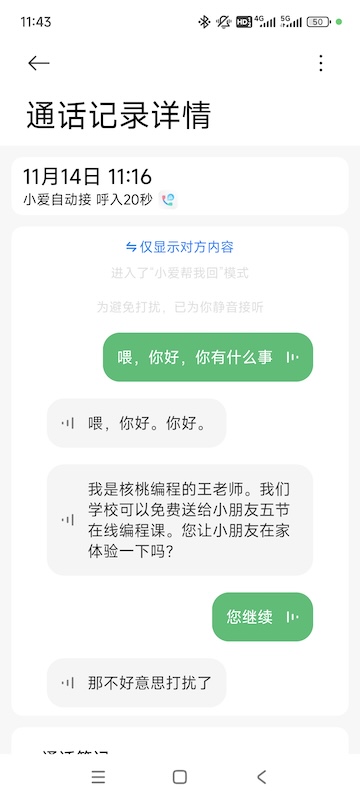 11:43
HD2 4G 5G 50
通话记录详情
11月14日 11:16
小爱自动接 呼入20秒
仅显示对方内容
进入了“小爱帮我回”模式
为避免打扰，已为你静音接听
喂，你好，你有什么事
喂，你好。你好。
我是核桃编程的王老师。我们
学校可以免费送给小朋友五节
在线编程课。您让小朋友在家
体验一下吗？
您继续
那不好意思打扰了